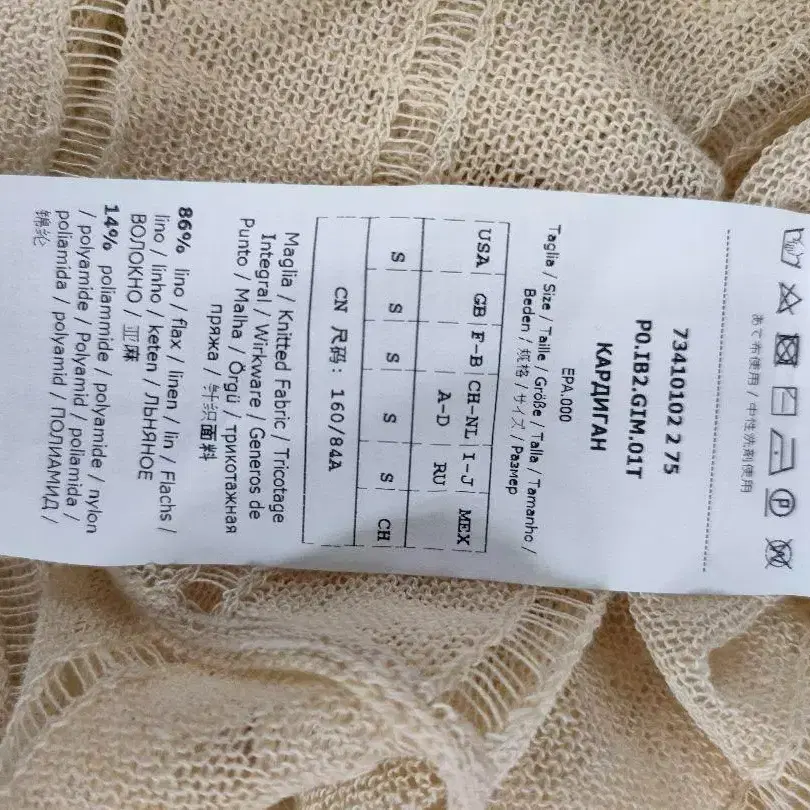 あて布使用 / 中性洗剤使用
73410102 2 75
P0.IB2.GIM.01T
КАРДИГАН
EPA.000
Taglia / Size / Taille / Größe / Talla / Tamanho /
Beden / 规格 / サイズ / Размер
USA GB F-B CH-NL I-J MEX
A-D RU
S S S S S CH
CN 尺码: 160/84A
Maglia / Knitted Fabric / Tricotage
Integral / Wirkware / Generos de
Punto / Malha / Örgü / трикотажная
пряжа / 针织面料
86% lino / flax / linen / lin / Flachs /
lino / linho / keten / ЛЬНЯНОЕ
ВОЛОКНО / 亚麻
14% poliammide / polyamide / nylon
/ polyamide / Polyamid / poliamida /
poliamida / polyamid / ПОЛИАМИД /
锦纶